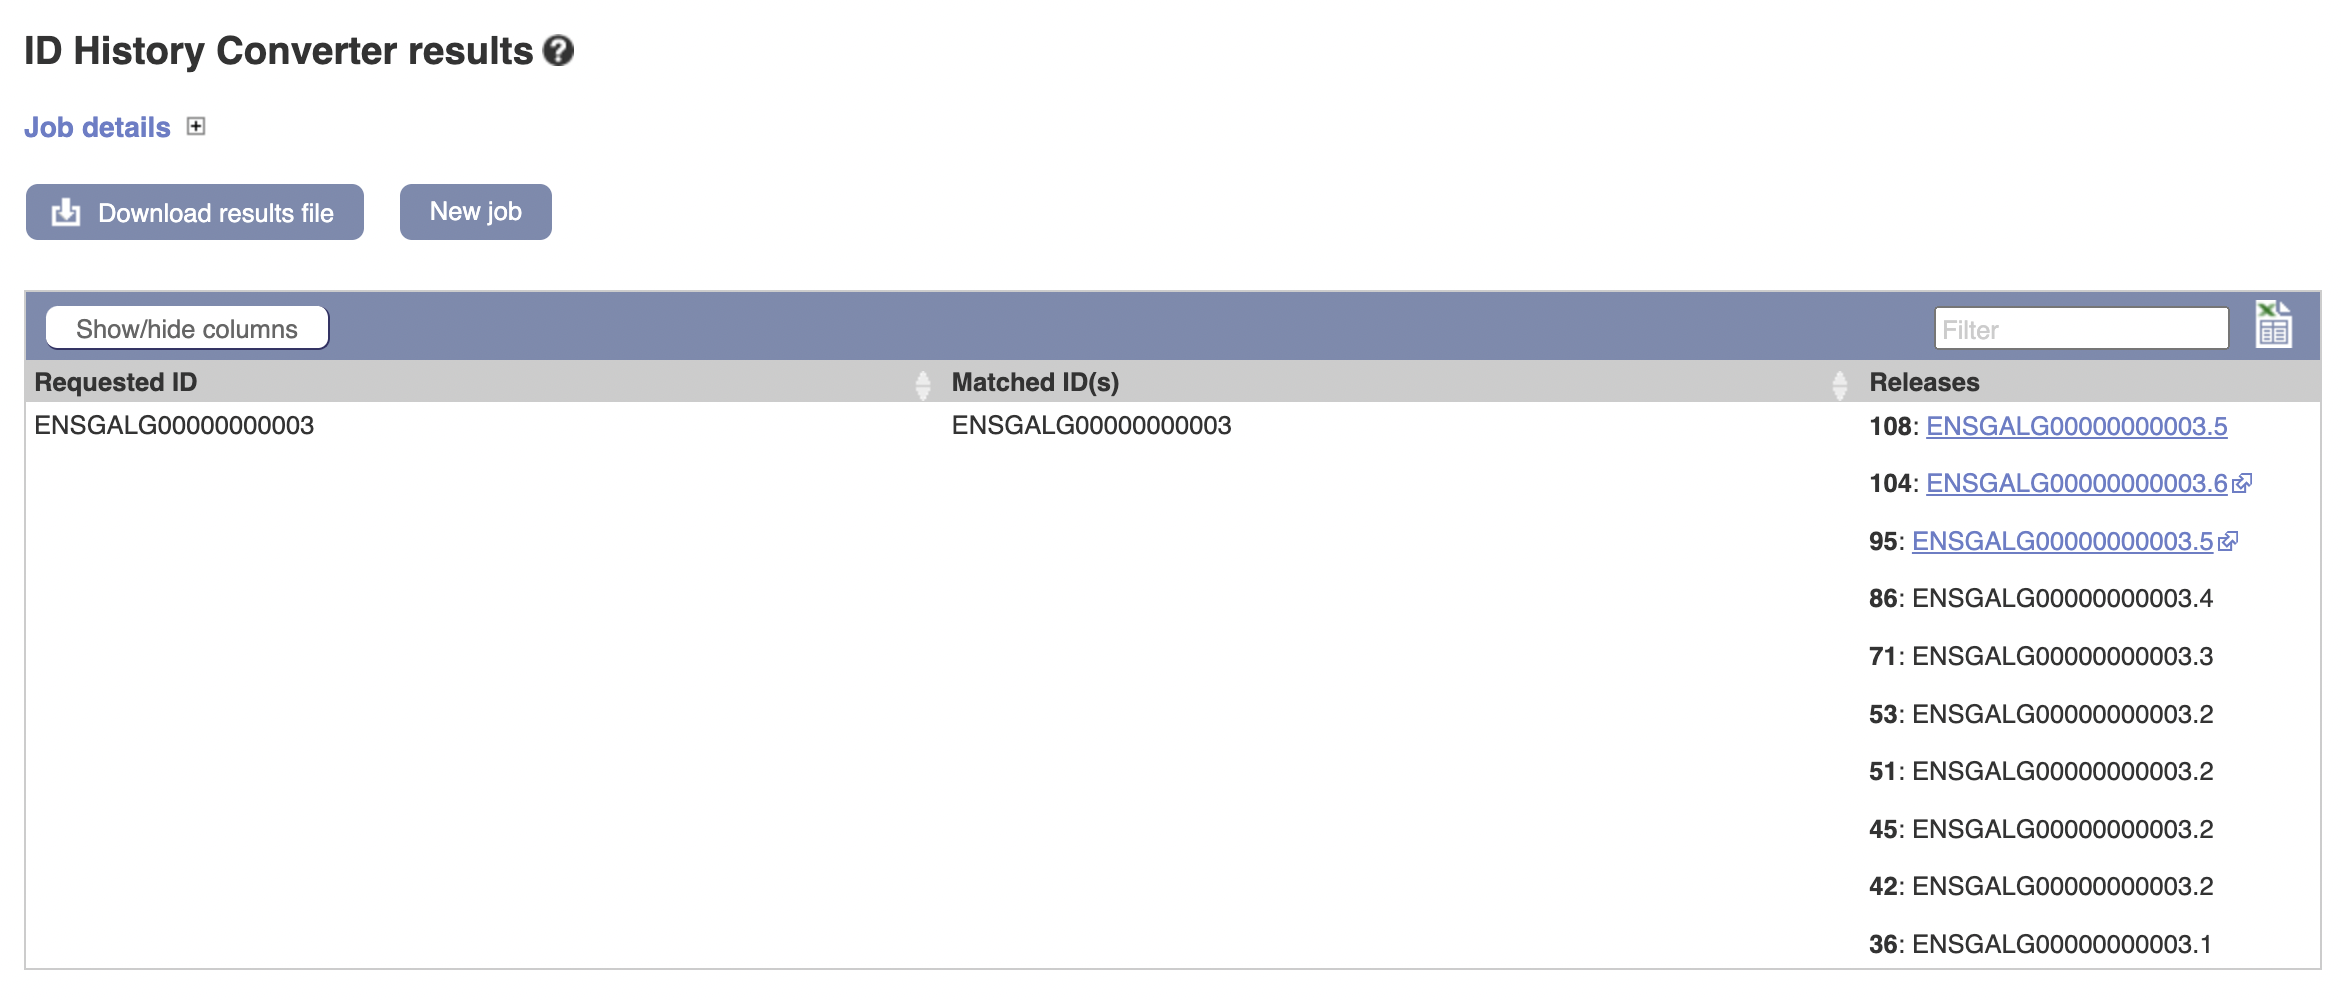 ID History Converter results ?
Job details +
Download results file New job
Show/hide columns Filter
Requested ID Matched ID(s) Releases
ENSGALG00000000003 ENSGALG00000000003 108: ENSGALG00000000003.5
104: ENSGALG00000000003.6
95: ENSGALG00000000003.5
86: ENSGALG00000000003.4
71: ENSGALG00000000003.3
53: ENSGALG00000000003.2
51: ENSGALG00000000003.2
45: ENSGALG00000000003.2
42: ENSGALG00000000003.2
36: ENSGALG00000000003.1